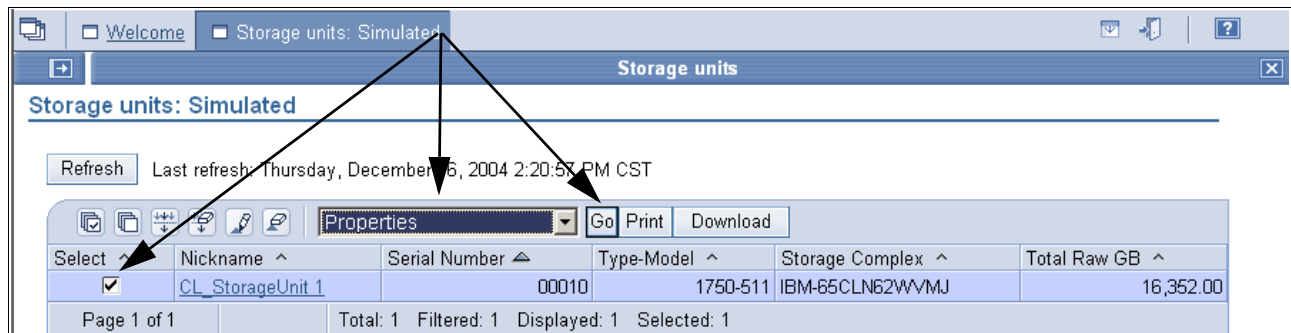 Welcome
Storage units: Simulated
?
Storage units
Storage units: Simulated
Refresh Last refresh: Thursday, December 2004 2:20:57 PM CST
Properties Go Print Download
Select Nickname Serial Number Type-Model Storage Complex Total Raw GB
CL_StorageUnit 1 00010 1750-511 IBM-65CLN62WVMJ 16,352.00
Page 1 of 1 Total: 1 Filtered: 1 Displayed: 1 Selected: 1